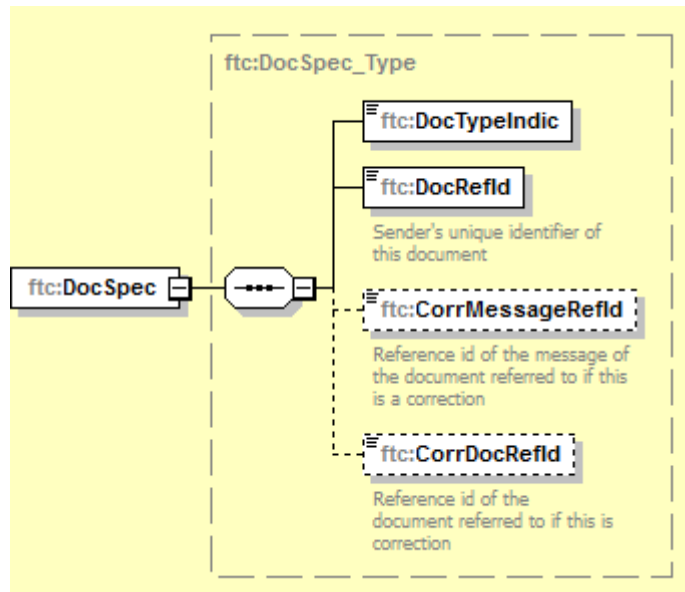 ftc:DocSpec_Type
ftc:DocTypeIndic
ftc:DocRefId
Sender's unique identifier of
this document
ftc:DocSpec
ftc:CorrMessageRefId
Reference id of the message of
the document referred to if this
is a correction
ftc:CorrDocRefId
Reference id of the
document referred to if this is
correction